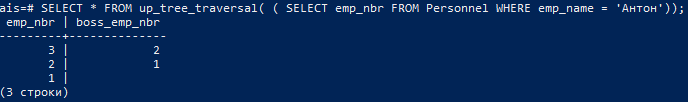 ais=# SELECT * FROM up_tree_traversal( ( SELECT emp_nbr FROM Personnel WHERE emp_name = 'Антон'));
 emp_nbr | boss_emp_nbr
---------+--------------
       3 |            2
       2 |            1
       1 |
(3 строки)